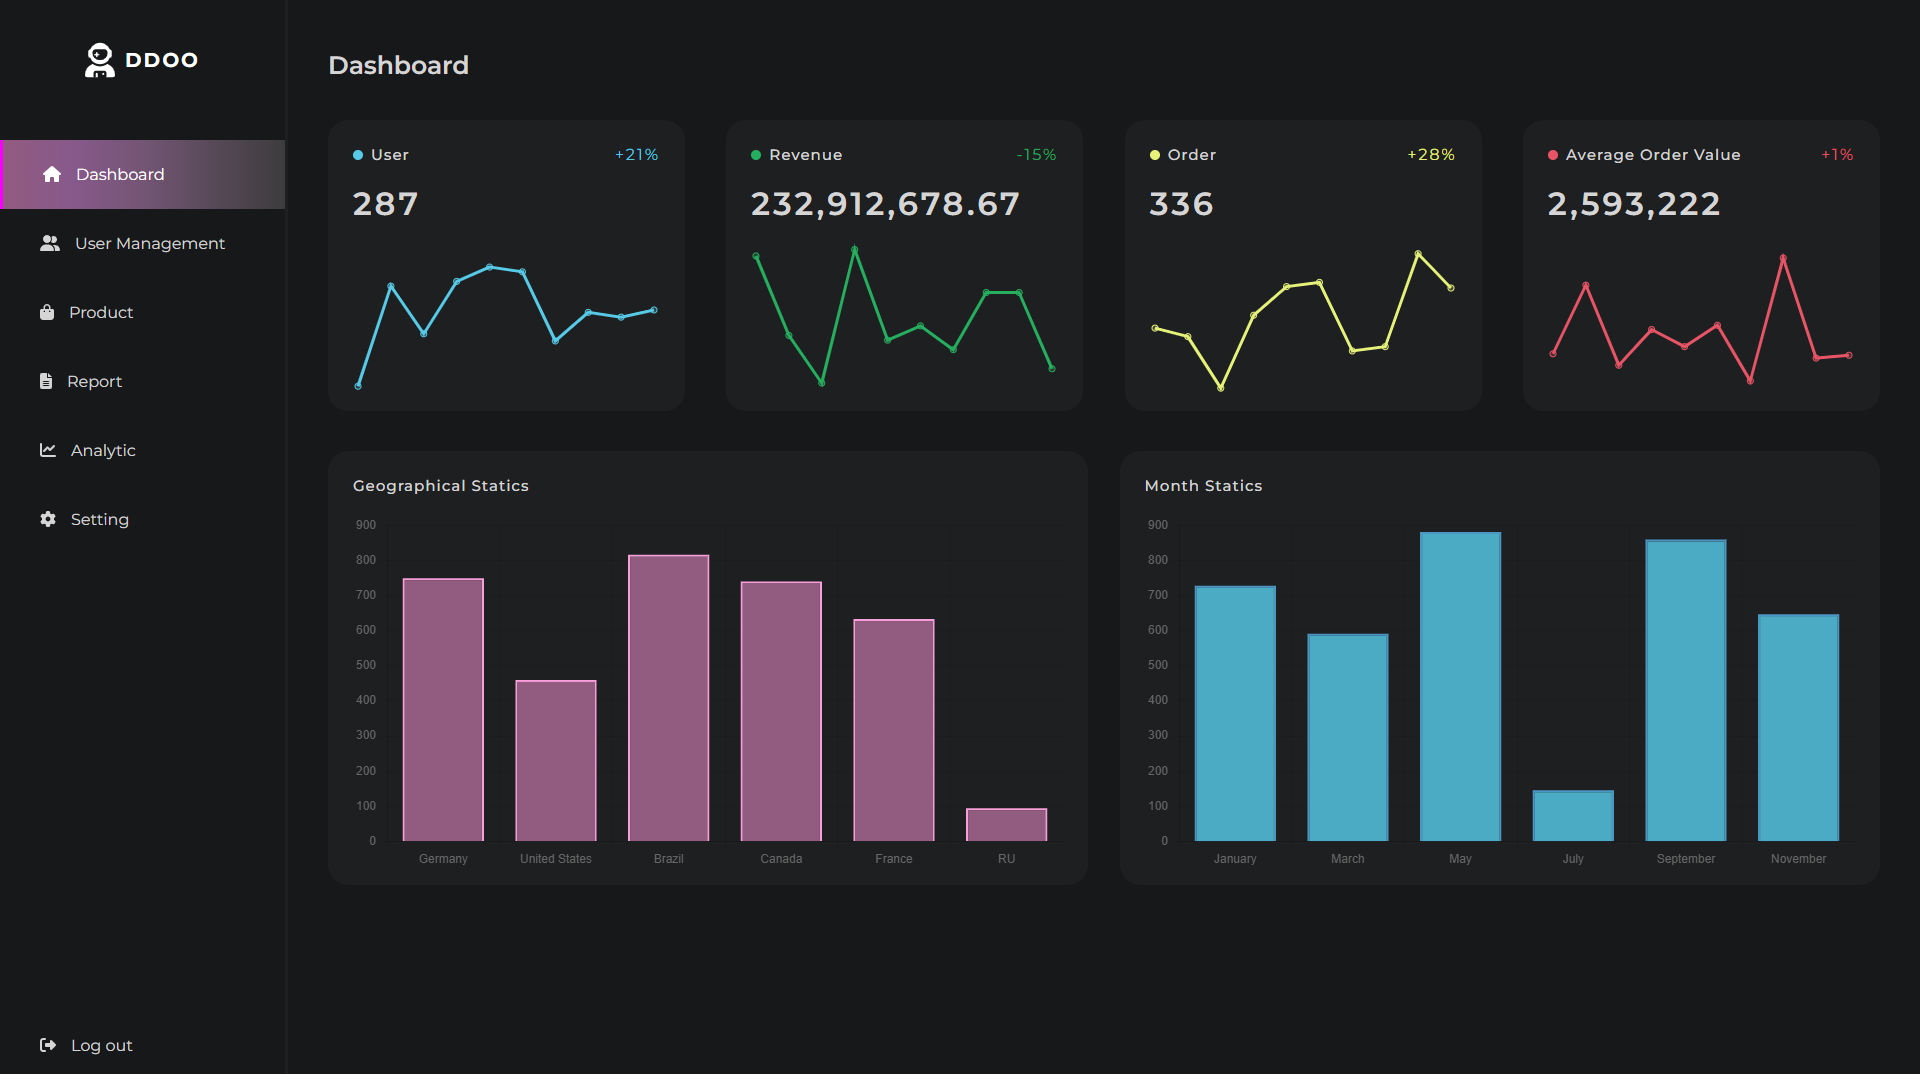 DDOO
Dashboard
User Management
Product
Report
Analytic
Setting
Log out
Dashboard
User +21%
287
Revenue -15%
232,912,678.67
Order +28%
336
Average Order Value +1%
2,593,222
Geographical Statics
900
800
700
600
500
400
300
200
100
0
Germany United States Brazil Canada France RU
Month Statics
900
800
700
600
500
400
300
200
100
0
January March May July September November